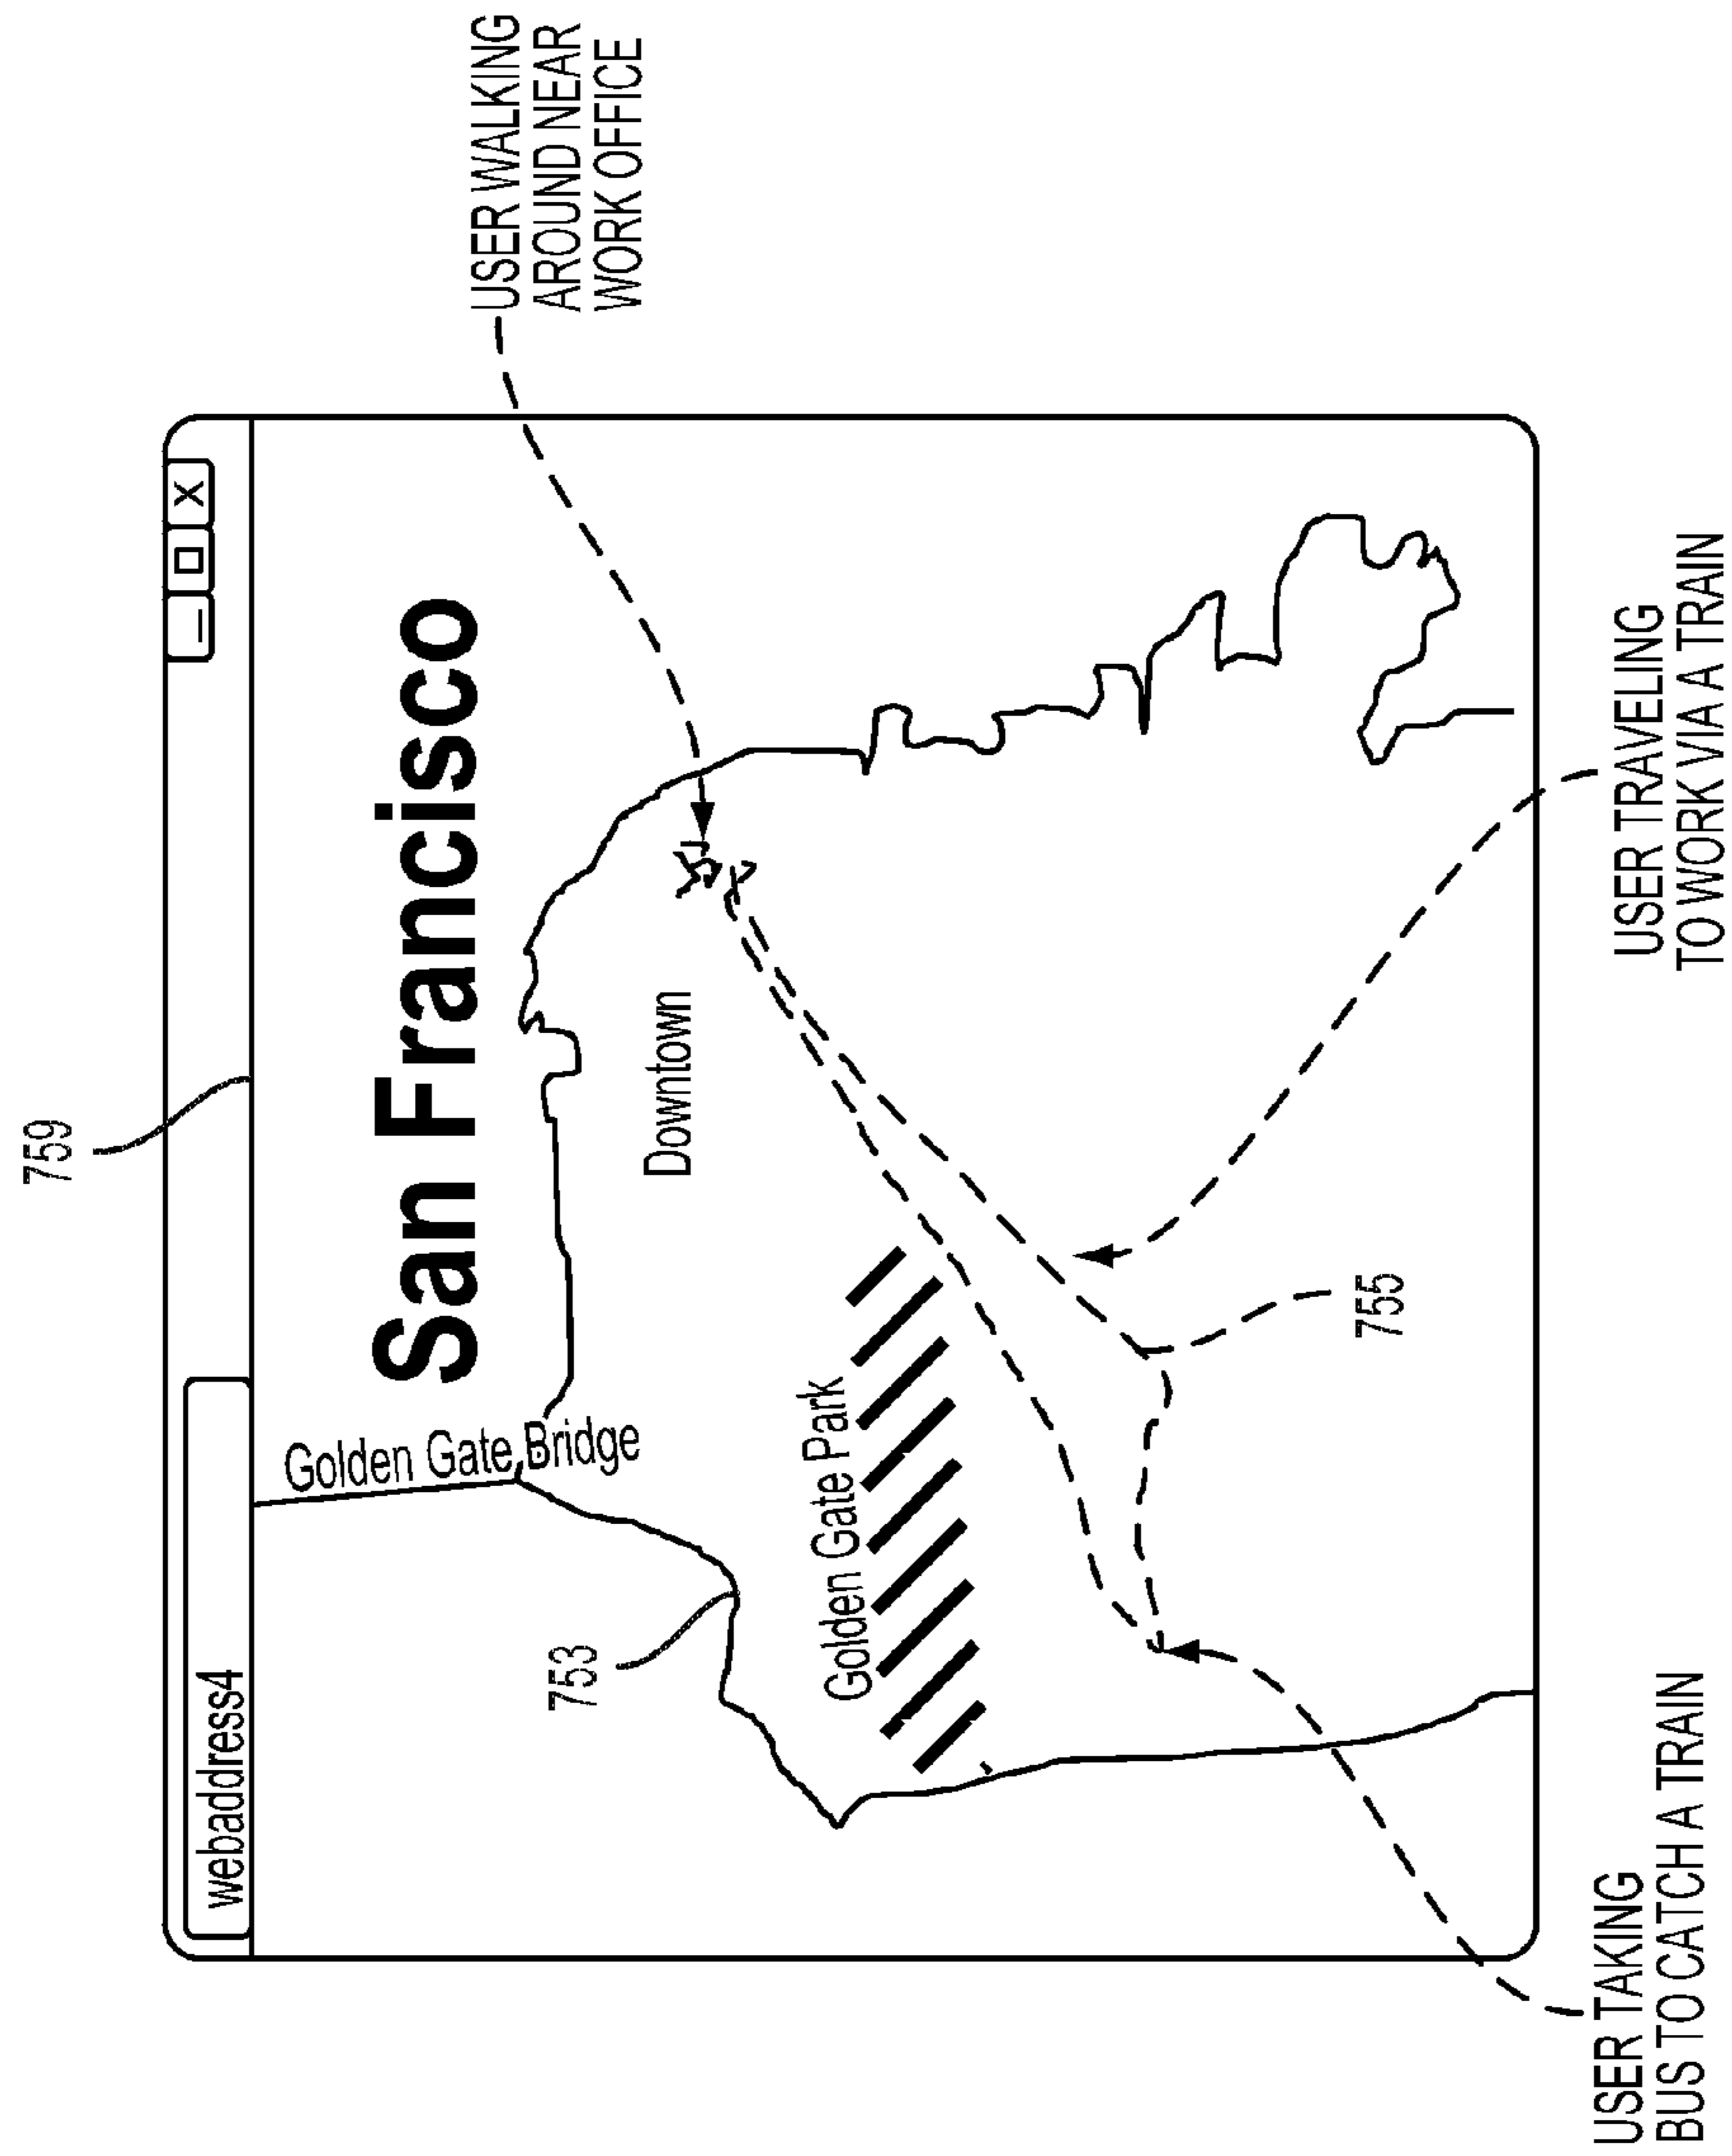 759
webaddress4
_ □ X
San Francisco
Golden Gate Bridge
USER WALKING
AROUND NEAR
WORK OFFICE
753
Downtown
Golden Gate Park
755
USER TAKING
BUS TO CATCH A TRAIN
USER TRAVELING
TO WORK VIA A TRAIN